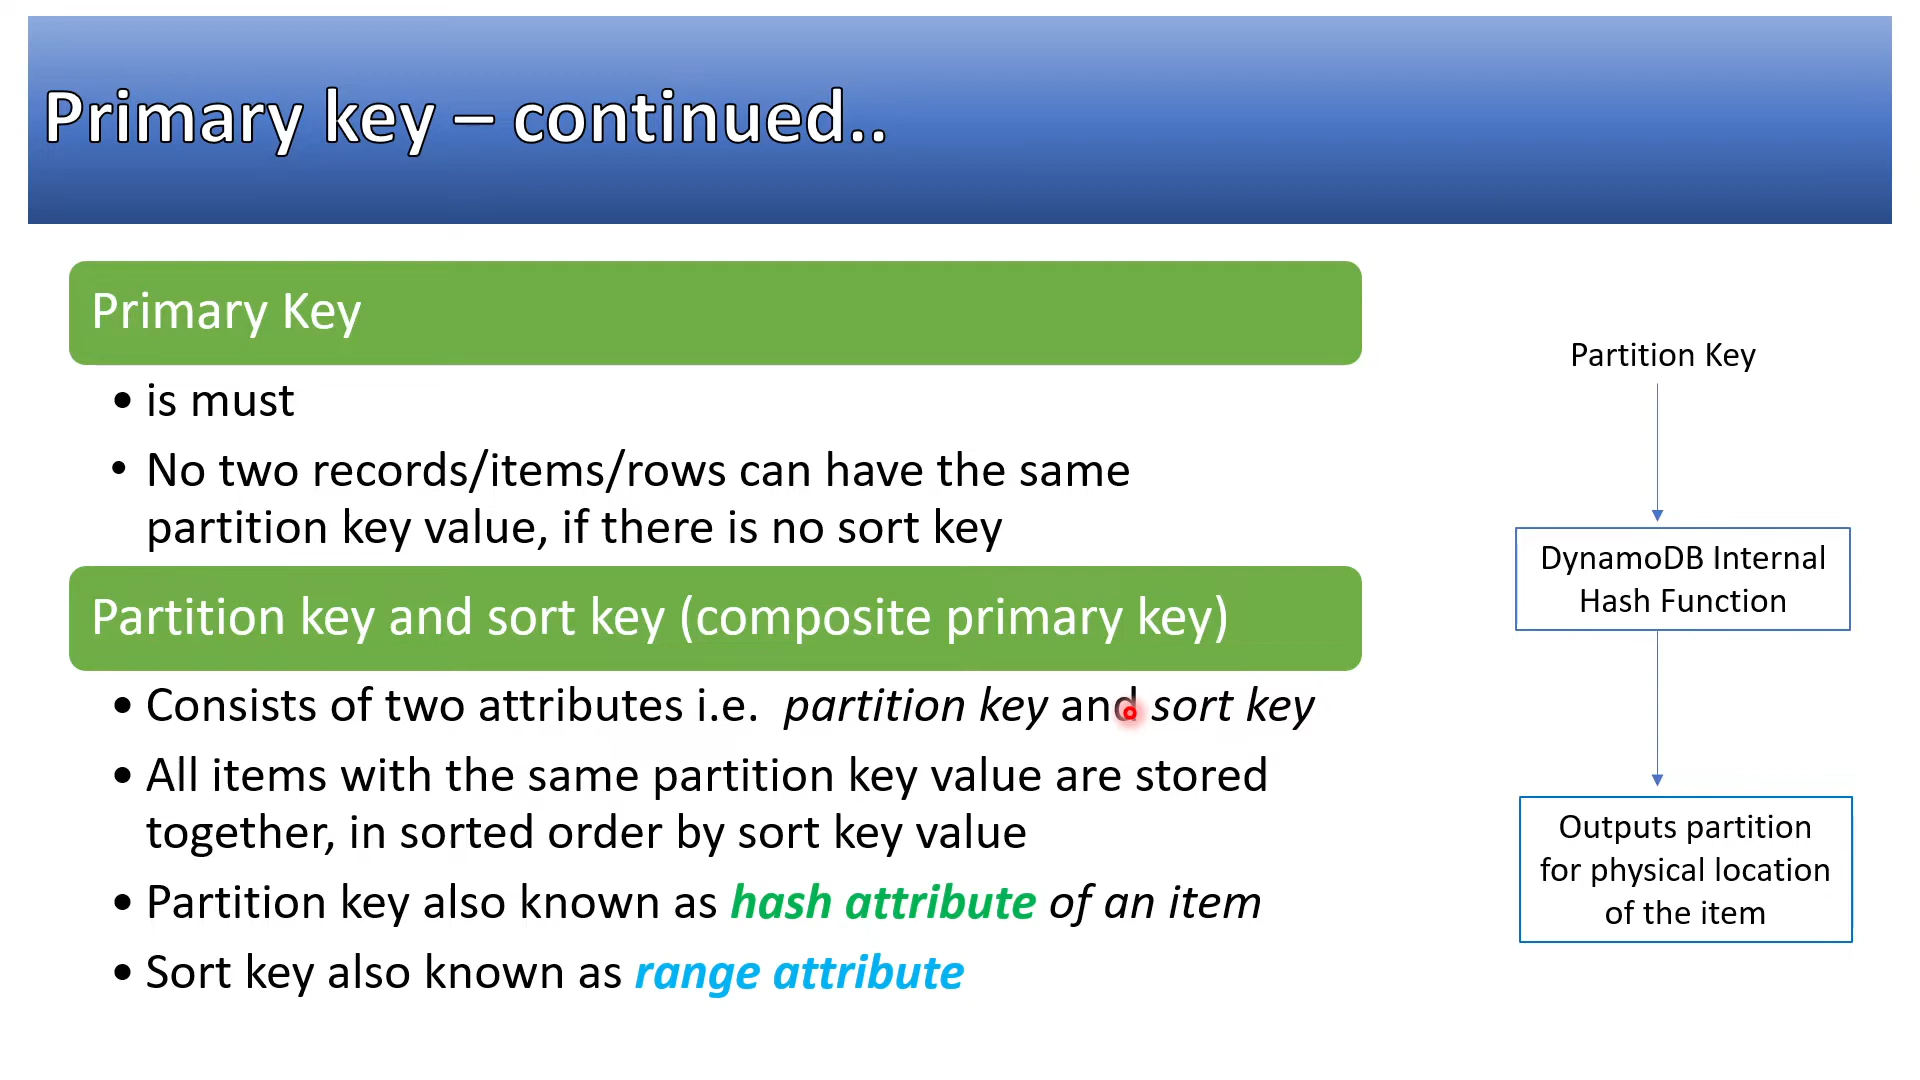 Primary key – continued..
Primary Key
• is must
• No two records/items/rows can have the same
partition key value, if there is no sort key
Partition key and sort key (composite primary key)
• Consists of two attributes i.e. partition key and sort key
• All items with the same partition key value are stored
together, in sorted order by sort key value
• Partition key also known as hash attribute of an item
• Sort key also known as range attribute
Partition Key
DynamoDB Internal
Hash Function
Outputs partition
for physical location
of the item